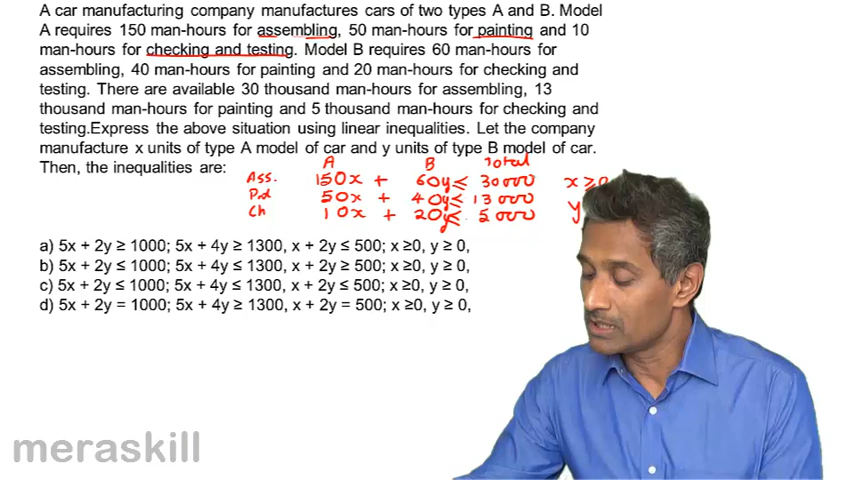 A car manufacturing company manufactures cars of two types A and B. Model
A requires 150 man-hours for assembling, 50 man-hours for painting and 10
man-hours for checking and testing. Model B requires 60 man-hours for
assembling, 40 man-hours for painting and 20 man-hours for checking and
testing. There are available 30 thousand man-hours for assembling, 13
thousand man-hours for painting and 5 thousand man-hours for checking and
testing.Express the above situation using linear inequalities. Let the company
manufacture x units of type A model of car and y units of type B model of car.
Then, the inequalities are:
A B Total
Ass. 150x + 60y ≤ 30000 x ≥ 0
50x + 40y ≤ 13000 y
Ch 10x + 20y ≤ 5000
a) 5x + 2y ≥ 1000; 5x + 4y ≥ 1300, x + 2y ≤ 500; x ≥0, y ≥ 0,
b) 5x + 2y ≤ 1000; 5x + 4y ≤ 1300, x + 2y ≥ 500; x ≥0, y ≥ 0,
c) 5x + 2y ≤ 1000; 5x + 4y ≤ 1300, x + 2y ≤ 500; x ≥0, y ≥ 0,
d) 5x + 2y = 1000; 5x + 4y ≥ 1300, x + 2y = 500; x ≥0, y ≥ 0,
meraskill